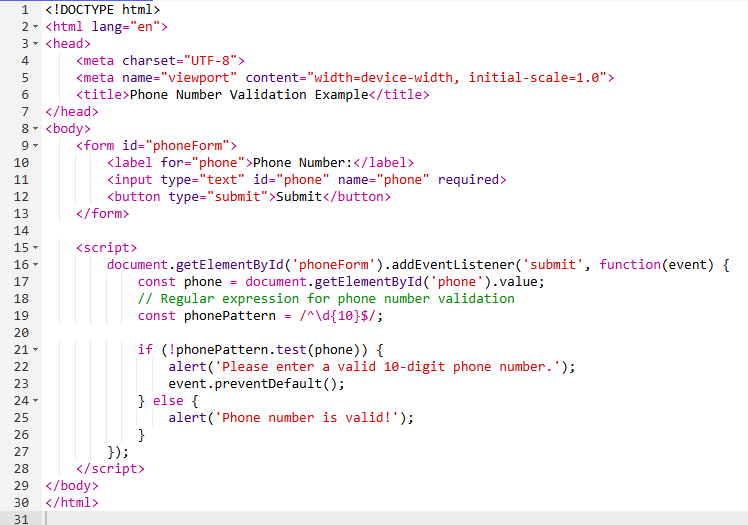 1 <!DOCTYPE html>
2 <html lang="en">
3 <head>
4     <meta charset="UTF-8">
5     <meta name="viewport" content="width=device-width, initial-scale=1.0">
6     <title>Phone Number Validation Example</title>
7 </head>
8 <body>
9     <form id="phoneForm">
10         <label for="phone">Phone Number:</label>
11         <input type="text" id="phone" name="phone" required>
12         <button type="submit">Submit</button>
13     </form>
14
15     <script>
16         document.getElementById('phoneForm').addEventListener('submit', function(event) {
17             const phone = document.getElementById('phone').value;
18             // Regular expression for phone number validation
19             const phonePattern = /^\d{10}$/;
20
21             if (!phonePattern.test(phone)) {
22                 alert('Please enter a valid 10-digit phone number.');
23                 event.preventDefault();
24             } else {
25                 alert('Phone number is valid!');
26             }
27         });
28     </script>
29 </body>
30 </html>
31